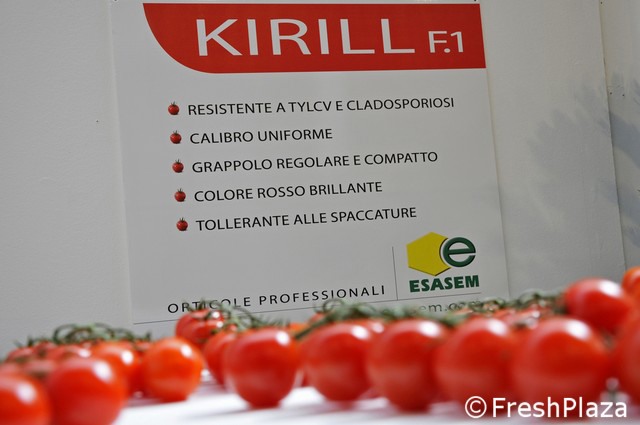 KIRILL F.1
RESISTENTE A TYLCV E CLADOSPORIOSI
CALIBRO UNIFORME
GRAPPOLO REGOLARE E COMPATTO
COLORE ROSSO BRILLANTE
TOLLERANTE ALLE SPACCATURE
e
ESASEM
ORTICOLE PROFESSIONALI
©FreshPlaza